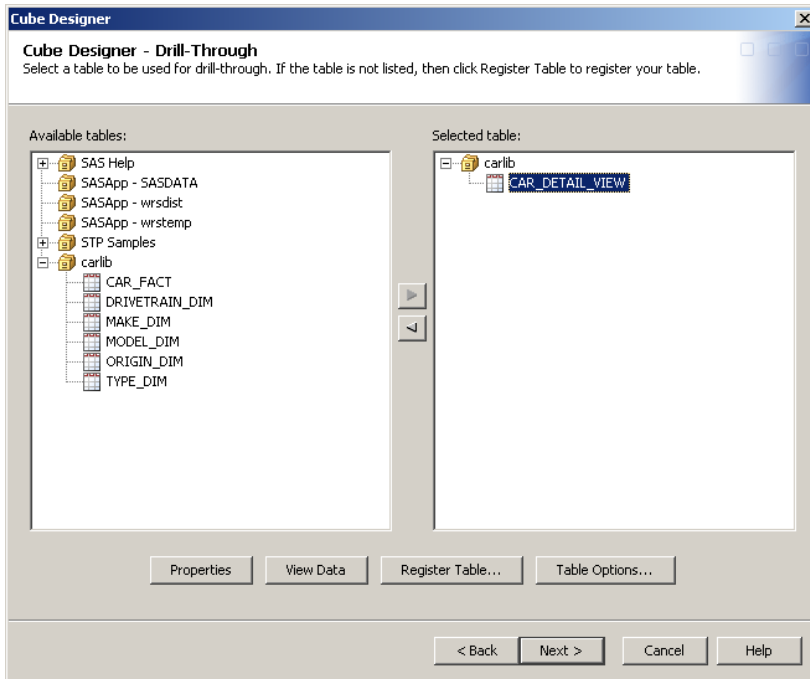 Cube Designer
Cube Designer - Drill-Through
Select a table to be used for drill-through. If the table is not listed, then click Register Table to register your table.
Available tables:
SAS Help
SASApp - SASDATA
SASApp - wrsdist
SASApp - wrstemp
STP Samples
carlib
CAR_FACT
DRIVETRAIN_DIM
MAKE_DIM
MODEL_DIM
ORIGIN_DIM
TYPE_DIM
Selected table:
carlib
CAR_DETAIL_VIEW
Properties
View Data
Register Table...
Table Options...
< Back
Next >
Cancel
Help